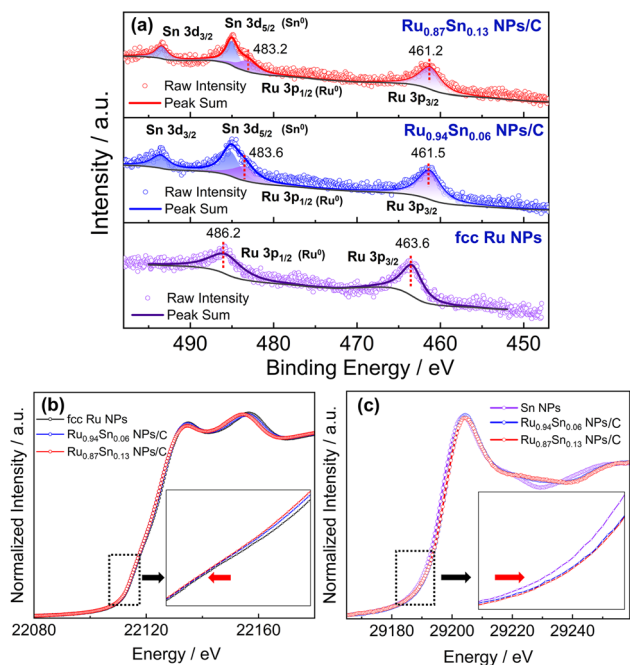 (a)
Sn 3d3/2
Sn 3d5/2 (Sn0)
483.2
Ru0.87Sn0.13 NPs/C
461.2
Raw Intensity
Peak Sum
Ru 3p1/2 (Ru0)
Ru 3p3/2
Sn 3d3/2
Sn 3d5/2 (Sn0)
483.6
Ru0.94Sn0.06 NPs/C
461.5
Raw Intensity
Peak Sum
Ru 3p1/2 (Ru0)
Ru 3p3/2
486.2
Ru 3p1/2 (Ru0)
Ru 3p3/2
463.6
fcc Ru NPs
Raw Intensity
Peak Sum
Intensity / a.u.
490 480 470 460 450
Binding Energy / eV
(b)
fcc Ru NPs
Ru0.94Sn0.06 NPs/C
Ru0.87Sn0.13 NPs/C
Normalized Intensity / a.u.
22080 22120 22160
Energy / eV
(c)
Sn NPs
Ru0.94Sn0.06 NPs/C
Ru0.87Sn0.13 NPs/C
Normalized Intensity / a.u.
29180 29200 29220 29240
Energy / eV